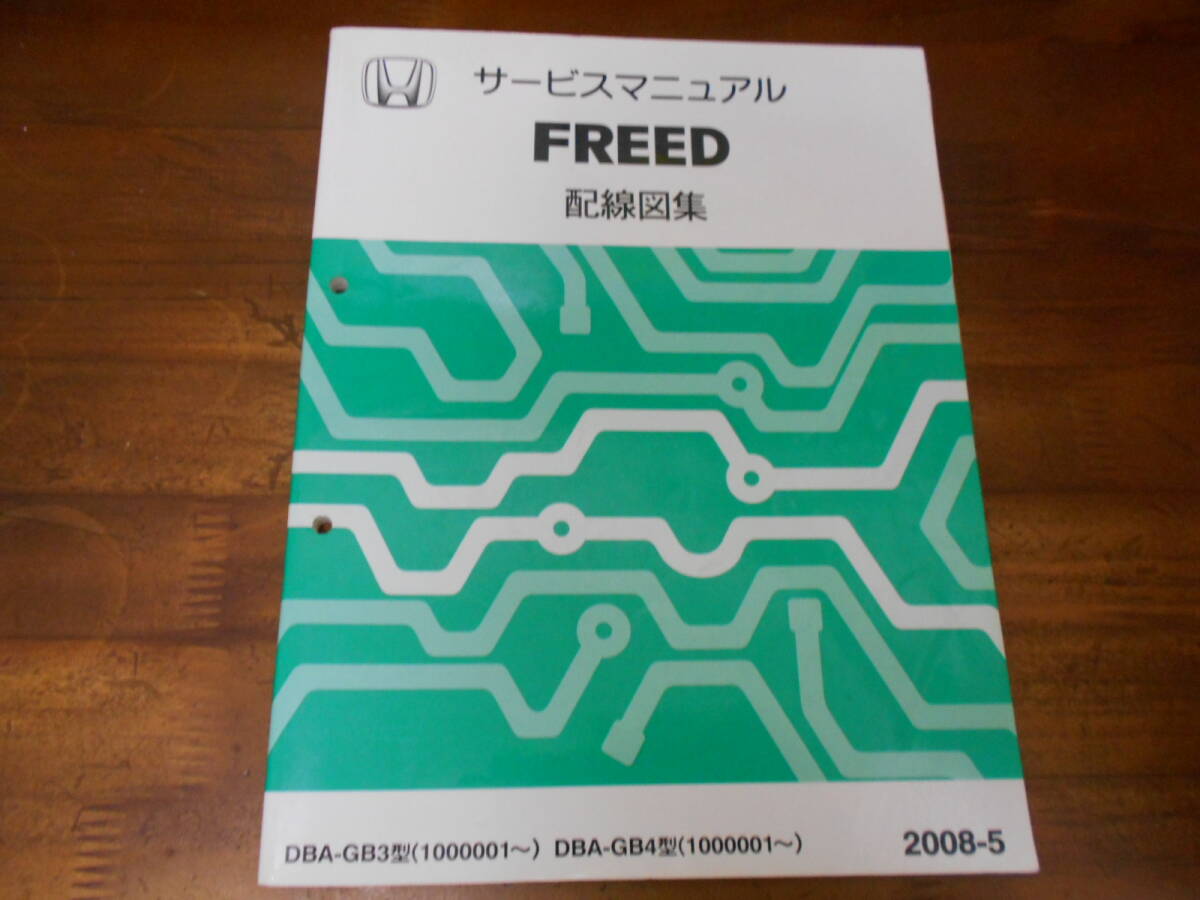 サービスマニュアル
FREED
配線図集
DBA-GB3型(1000001～) DBA-GB4型(1000001～) 2008-5